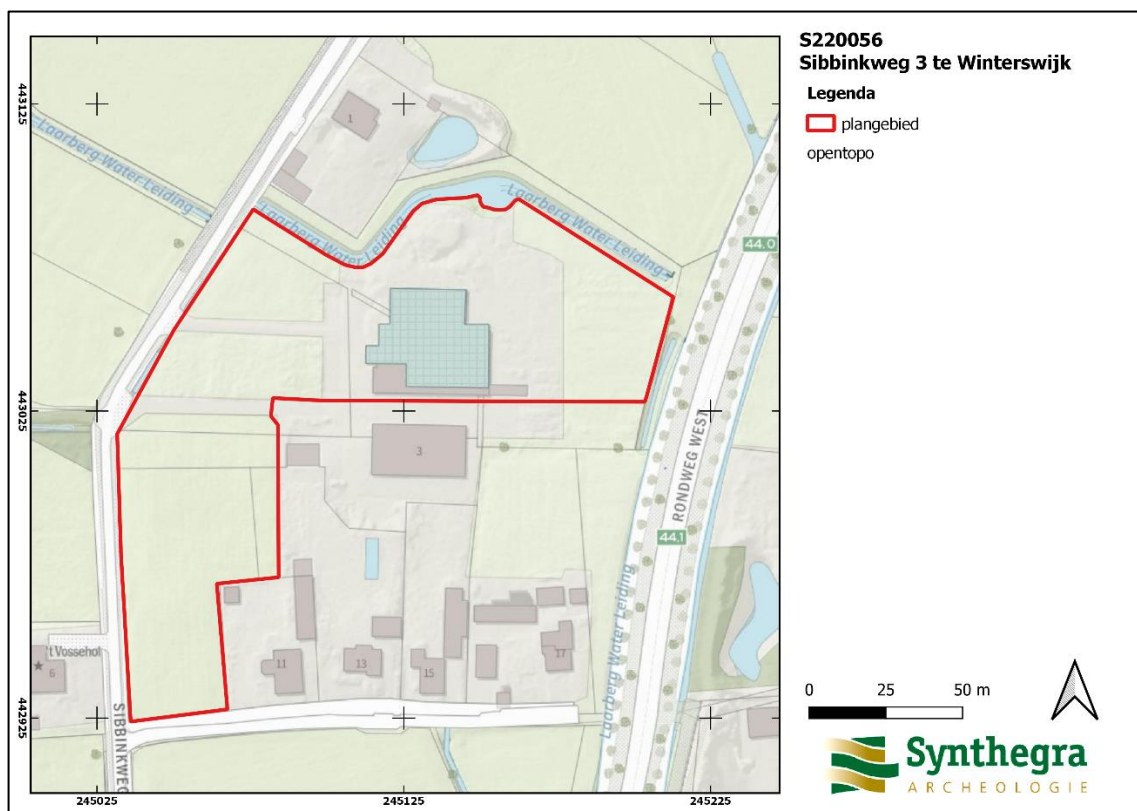 S220056
Sibbinkweg 3 te Winterswijk
Legenda
plangebied
opentopo
443125
443025
442925
245025
245125
245225
1
Laarberg Water Leiding
Laarberg Water Leiding
Laarberg Water Leiding
44.0
RONDWEG WEST
44.1
3
't Vossehol
6
11
13
15
17
Laarberg Water Leiding
SIBBINKWEG
0 25 50 m
Synthegra
ARCHEOLOGIE